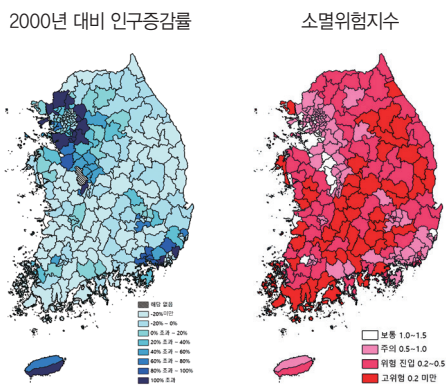 2000년 대비 인구증감률
소멸위험지수
해당 없음
-20% 미만
-20% ~ 0%
0% 초과 ~ 20%
20% 초과 ~ 40%
40% 초과 ~ 60%
60% 초과 ~ 80%
80% 초과 ~ 100%
100% 초과
보통 1.0~1.5
주의 0.5~1.0
위험 진입 0.2~0.5
고위험 0.2 미만